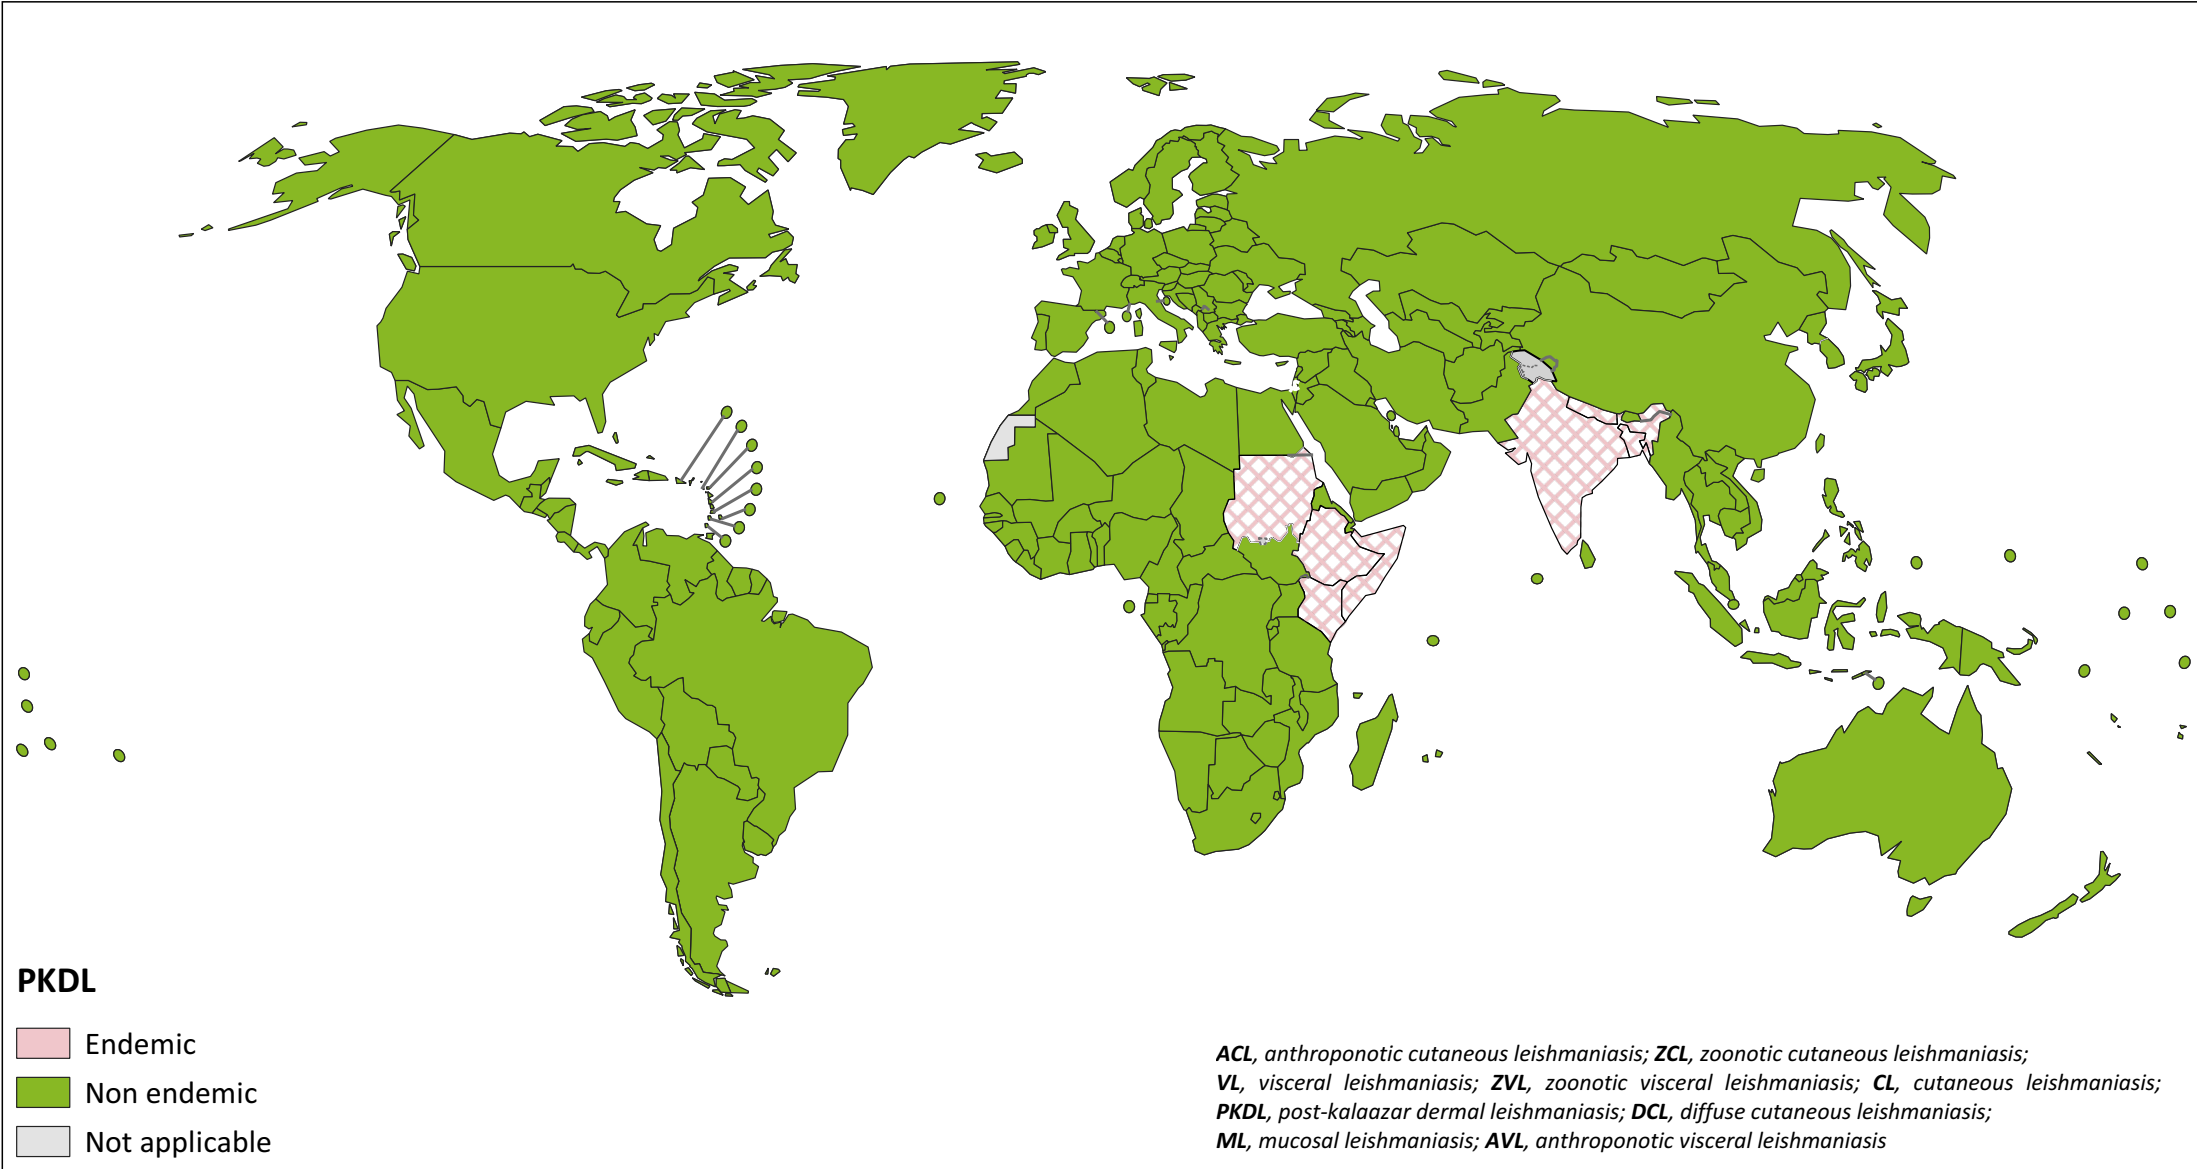 PKDL
Endemic
Non endemic
Not applicable
ACL, anthroponotic cutaneous leishmaniasis; ZCL, zoonotic cutaneous leishmaniasis;
VL, visceral leishmaniasis; ZVL, zoonotic visceral leishmaniasis; CL, cutaneous leishmaniasis;
PKDL, post-kalaazar dermal leishmaniasis; DCL, diffuse cutaneous leishmaniasis;
ML, mucosal leishmaniasis; AVL, anthroponotic visceral leishmaniasis